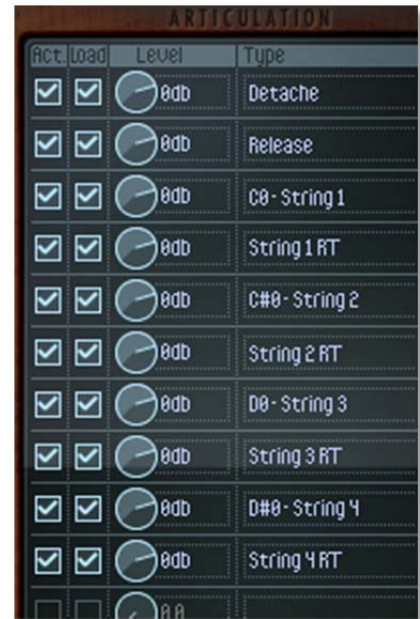 ARTICULATION
Act. Load Level Type
0db Detache
0db Release
0db C0 - String 1
0db String 1 RT
0db C#0 - String 2
0db String 2 RT
0db D0 - String 3
0db String 3 RT
0db D#0 - String 4
0db String 4 RT
0.0